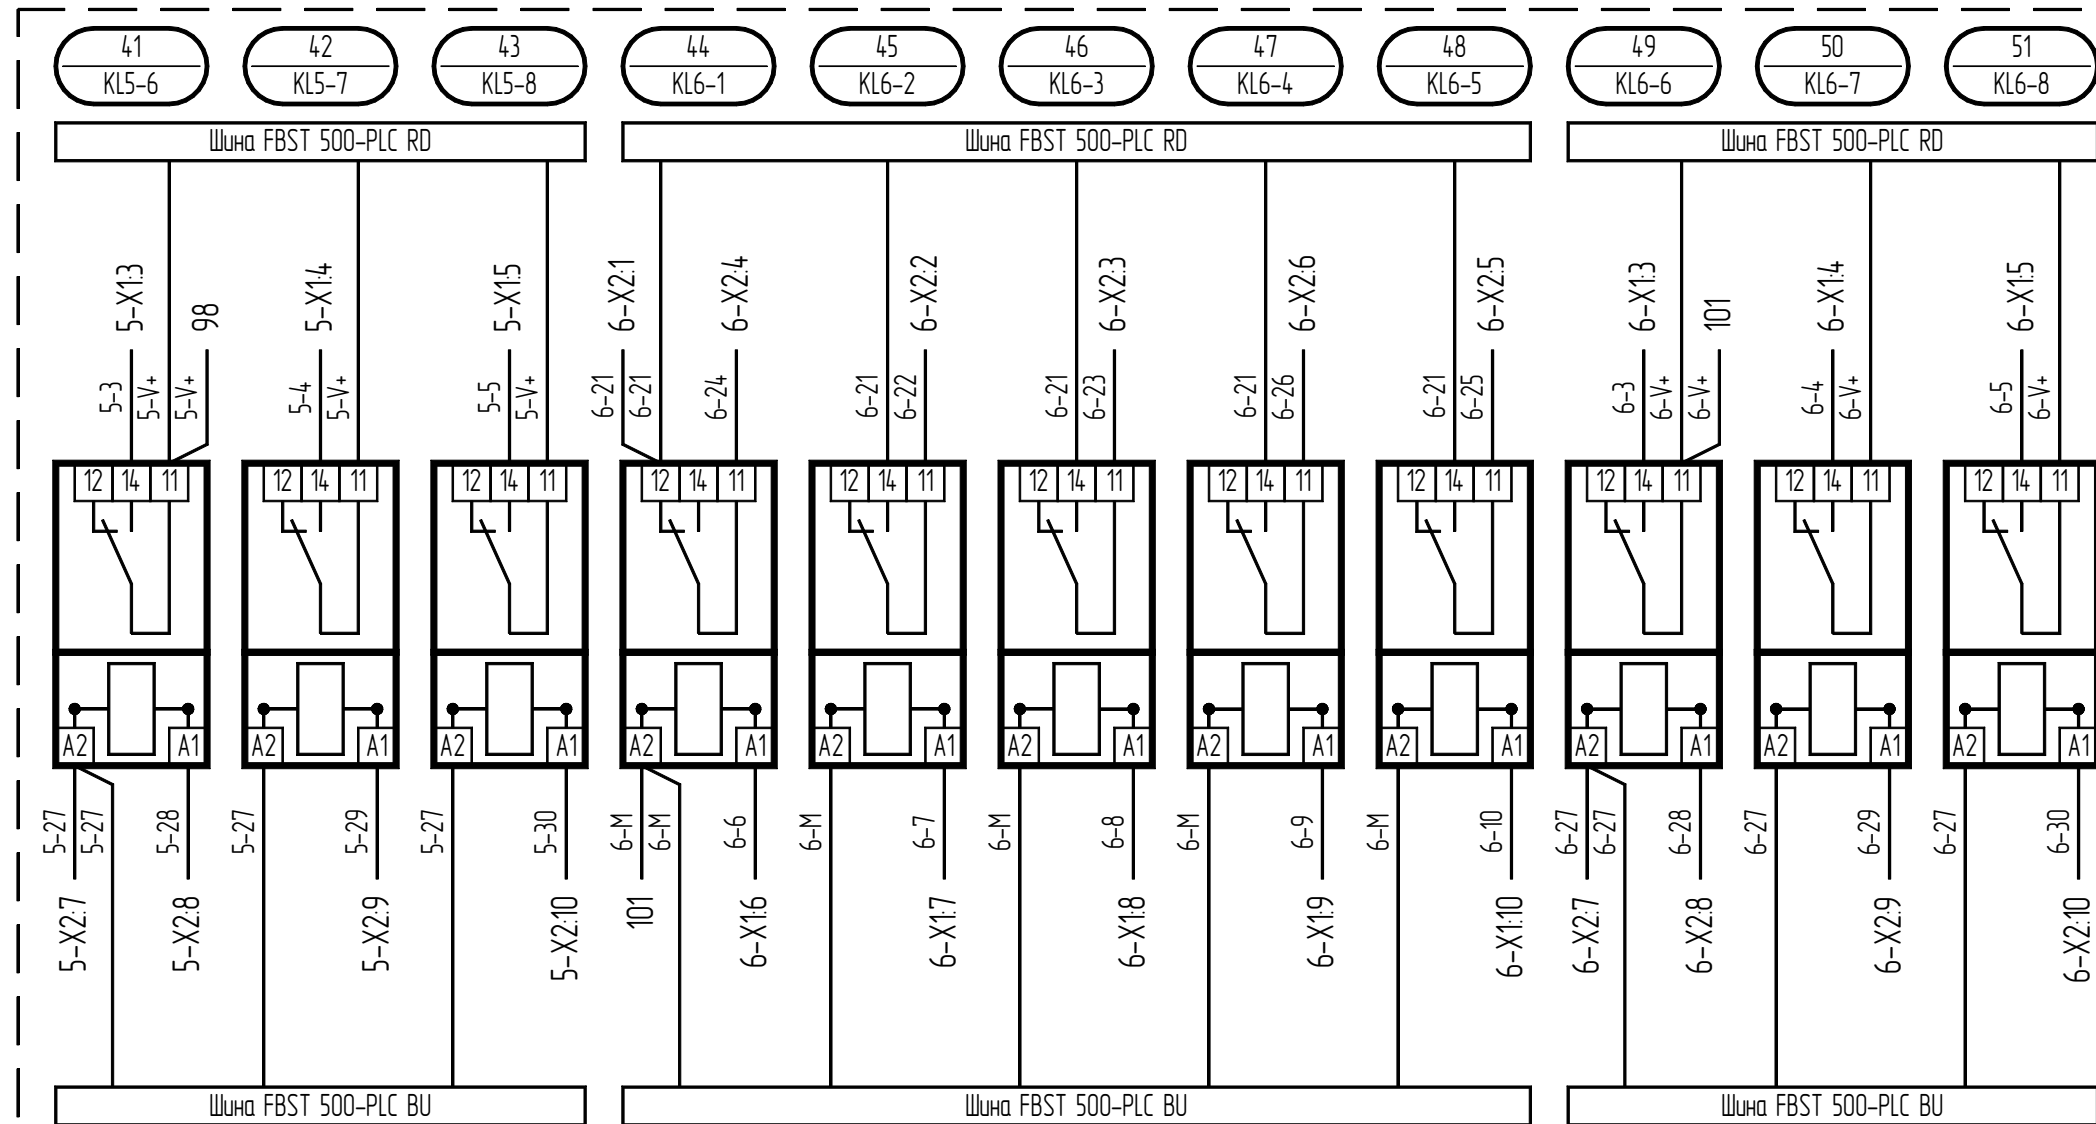 41 42 43 44 45 46 47 48 49 50 51
KL5-6 KL5-7 KL5-8 KL6-1 KL6-2 KL6-3 KL6-4 KL6-5 KL6-6 KL6-7 KL6-8
Шина FBST 500-PLC RD Шина FBST 500-PLC RD Шина FBST 500-PLC RD
5-X1:3 98 5-X1:4 5-X1:5 6-X2:1 6-X2:4 6-X2:2 6-X2:3 6-X2:6 6-X2:5 6-X1:3 101 6-X1:4 6-X1:5
5-3 5-V+ 5-V+ 5-4 5-V+ 5-5 5-V+ 6-21 6-21 6-24 6-21 6-22 6-21 6-23 6-21 6-26 6-21 6-25 6-3 6-V+ 6-V+ 6-4 6-V+ 6-5 6-V+
12 14 11 12 14 11 12 14 11 12 14 11 12 14 11 12 14 11 12 14 11 12 14 11 12 14 11 12 14 11 12 14 11
A2 A1 A2 A1 A2 A1 A2 A1 A2 A1 A2 A1 A2 A1 A2 A1 A2 A1 A2 A1 A2 A1
5-27 5-27 5-28 5-27 5-29 5-27 5-30 6-M 6-M 6-6 6-M 6-7 6-M 6-8 6-M 6-9 6-M 6-10 6-27 6-27 6-28 6-27 6-29 6-27 6-30
5-X2:7 5-X2:8 5-X2:9 5-X2:10 101 6-X1:6 6-X1:7 6-X1:8 6-X1:9 6-X1:10 6-X2:7 6-X2:8 6-X2:9 6-X2:10
Шина FBST 500-PLC BU Шина FBST 500-PLC BU Шина FBST 500-PLC BU